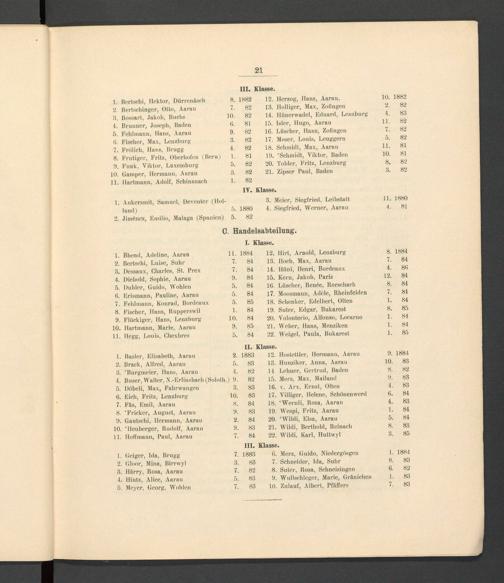 21
III. Klasse.
1. Bertschi, Hektor, Dürrenäsch 8. 1882
2. Bertschinger, Otto, Aarau 7. 82
3. Bossart, Jakob, Buchs 10. 82
4. Brunner, Joseph, Baden 6. 81
5. Fehlmann, Hans, Aarau 9. 82
6. Fischer, Max, Lenzburg 3. 82
7. Frölich, Hans, Brugg 4. 82
8. Frutiger, Fritz, Oberhofen (Bern) 1. 81
9. Funk, Viktor, Luxemburg 5. 82
10. Gamper, Hermann, Aarau 3. 82
11. Hartmann, Adolf, Schinznach 1. 82
12. Herzog, Hans, Aarau, 10. 1882
13. Holliger, Max, Zofingen 2. 82
14. Hünerwadel, Eduard, Lenzburg 4. 83
15. Isler, Hugo, Aarau 11. 82
16. Lüscher, Hans, Zofingen 7. 82
17. Moser, Louis, Leuggern 5. 82
18. Schmidt, Max, Aarau 11. 81
19. *Schmidt, Viktor, Baden 10. 81
20. Tobler, Fritz, Lenzburg 8. 82
21. Zipser Paul, Baden 3. 82
IV. Klasse.
1. Ankersmit, Samuel, Deventer (Hol-
land) 5. 1880
2. Jiménez, Emilio, Malaga (Spanien) 5. 82
3. Meier, Siegfried, Leibstatt 11. 1880
4. Siegfried, Werner, Aarau 4. 81
C. Handelsabteilung.
I. Klasse.
1. Bhend, Adeline, Aarau 11. 1884
2. Bertschi, Luise, Suhr 7. 84
3. Dessaux, Charles, St. Prex 7. 84
4. Diebold, Sophie, Aarau 9. 84
5. Dubler, Guido, Wohlen 5. 84
6. Erismann, Pauline, Aarau 5. 84
7. Fehlmann, Konrad, Bordeaux 5. 85
8. Fischer, Hans, Rupperswil 1. 84
9. Flückiger, Hans, Lenzburg 10. 84
10. Hartmann, Marie, Aarau 9. 85
11. Hegg, Louis, Chexbres 5. 84
12. Hirt, Arnold, Lenzburg 8. 1884
13. Hoch, Max, Aarau 7. 84
14. Hüni, Henri, Bordeaux 4. 86
15. Kern, Jakob, Paris 12. 84
16. Lüscher, Renée, Rorschach 8. 84
17. Moosmann, Adèle, Rheinfelden 7. 81
18. Schenker, Edelbert, Olten 1. 84
19. Suter, Edgar, Bukarest 8. 85
20. Volontorio, Alfonso, Locarno 1. 84
21. Weber, Hans, Menziken 1. 84
22. Weigel, Paula, Bukarest 1. 85
II. Klasse.
1. Basler, Elisabeth, Aarau 2. 1883
2. Brack, Alfred, Aarau 5. 83
3. *Burgmeier, Hans, Aarau 4. 82
4. Buser, Walter, N.-Erlinsbach (Soloth.) 9. 82
5. Döbeli, Max, Fahrwangen 3. 83
6. Eich, Fritz, Lenzburg 10. 83
7. Fäs, Emil, Aarau 8. 84
8. *Fricker, August, Aarau 9. 83
9. Gautschi, Hermann, Aarau 2. 84
10. *Heuberger, Rudolf, Aarau 9. 83
11. Hoffmann, Paul, Aarau 7. 84
12. Hostettler, Hermann, Aarau 9. 1884
13. Hunziker, Anna, Aarau 10. 83
14. Lehner, Gertrud, Baden 8. 82
15. Merz, Max, Mailand 9. 83
16. v. Arx, Ernst, Olten 4. 83
17. Villiger, Helene, Schönenwerd 6. 84
18. *Wernli, Rosa, Aarau 4. 83
19. Wespi, Fritz, Aarau 1. 84
20. *Wildi, Elsa, Aarau 5. 84
21. Wildi, Berthold, Reinach 8. 83
22. Wildi, Karl, Huttwyl 3. 85
III. Klasse.
1. Geiger, Ida, Brugg 7. 1883
2. Gloor, Mina, Birrwyl 3. 83
3. Härry, Rosa, Aarau 7. 82
4. Hintz, Alice, Aarau 5. 83
5. Meyer, Georg, Wohlen 7. 83
6. Merz, Guido, Niedergösgen 1. 1884
7. Schneider, Ida, Suhr 8. 83
8. Suter, Rosa, Schneisingen 6. 82
9. Wullschleger, Marie, Gränichen 1. 83
10. Zulauf, Albert, Pfäffers 7. 83